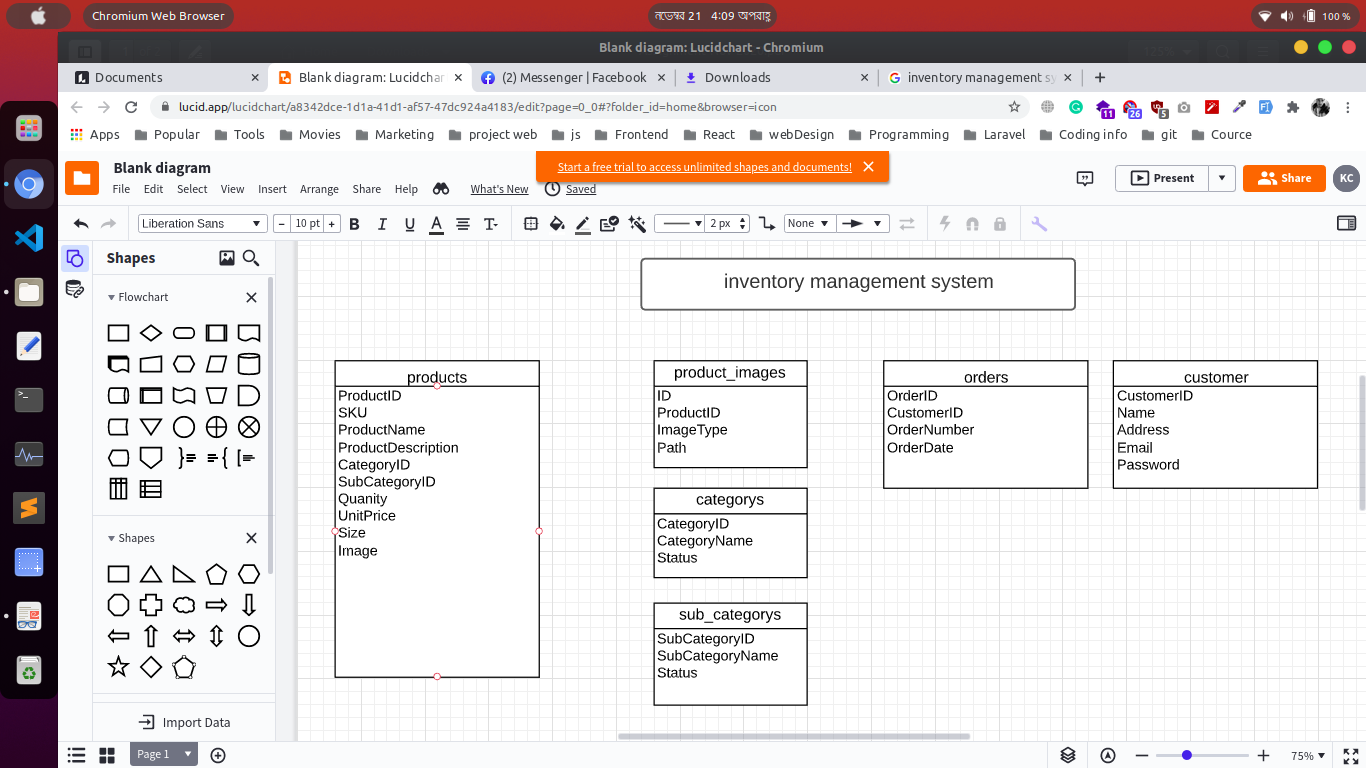 Chromium Web Browser
নভেম্বর 21 4:09 অপরাহ্ণ
100 %
Blank diagram: Lucidchart - Chromium
Documents
Blank diagram: Lucidchar
(2) Messenger | Facebook
Downloads
inventory management sy
lucid.app/lucidchart/a8342dce-1d1a-41d1-af57-47dc924a4183/edit?page=0_0#?folder_id=home&browser=icon
11
26
5
Apps
Popular
Tools
Movies
Marketing
project web
js
Frontend
React
webDesign
Programming
Laravel
Coding info
git
Cource
Blank diagram
Start a free trial to access unlimited shapes and documents!
File
Edit
Select
View
Insert
Arrange
Share
Help
What's New
Saved
Present
Share
KC
Liberation Sans
10 pt
B
I
U
A
T
2 px
None
Shapes
Flowchart
Shapes
Import Data
inventory management system
products
ProductID
SKU
ProductName
ProductDescription
CategoryID
SubCategoryID
Quanity
UnitPrice
Size
Image
product_images
ID
ProductID
ImageType
Path
categorys
CategoryID
CategoryName
Status
sub_categorys
SubCategoryID
SubCategoryName
Status
orders
OrderID
CustomerID
OrderNumber
OrderDate
customer
CustomerID
Name
Address
Email
Password
Page 1
75%